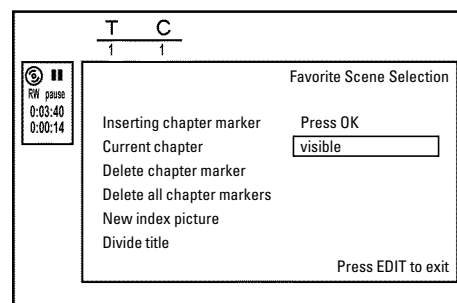 T C
1 1
RW pause
0:03:40
0:00:14
Favorite Scene Selection
Inserting chapter marker Press OK
Current chapter visible
Delete chapter marker
Delete all chapter markers
New index picture
Divide title
Press EDIT to exit